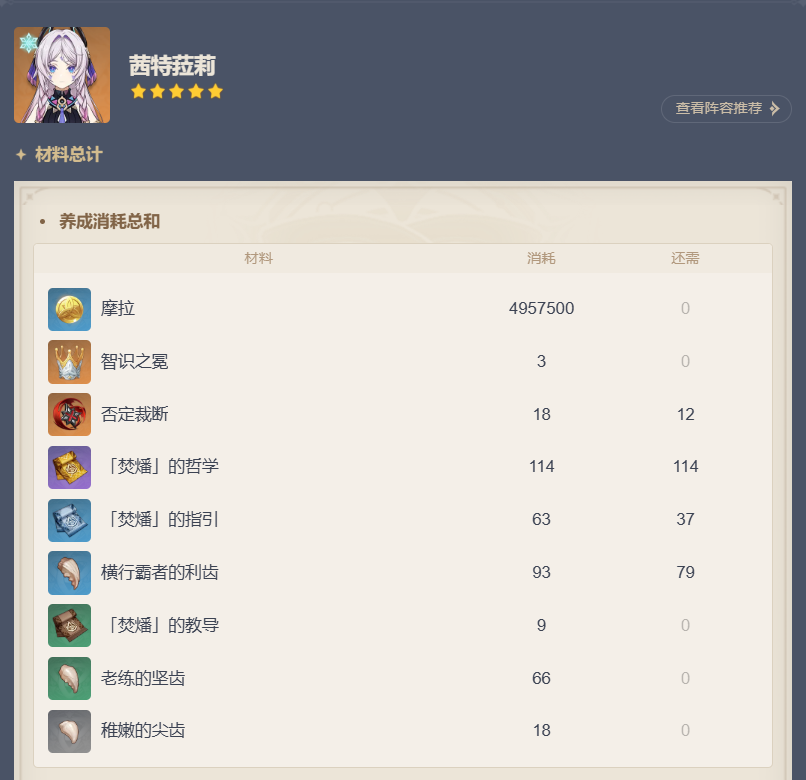 茜特菈莉
查看阵容推荐
材料总计
养成消耗总和
材料 消耗 还需
摩拉 4957500 0
智识之冕 3 0
否定裁断 18 12
「焚燔」的哲学 114 114
「焚燔」的指引 63 37
横行霸者的利齿 93 79
「焚燔」的教导 9 0
老练的坚齿 66 0
稚嫩的尖齿 18 0